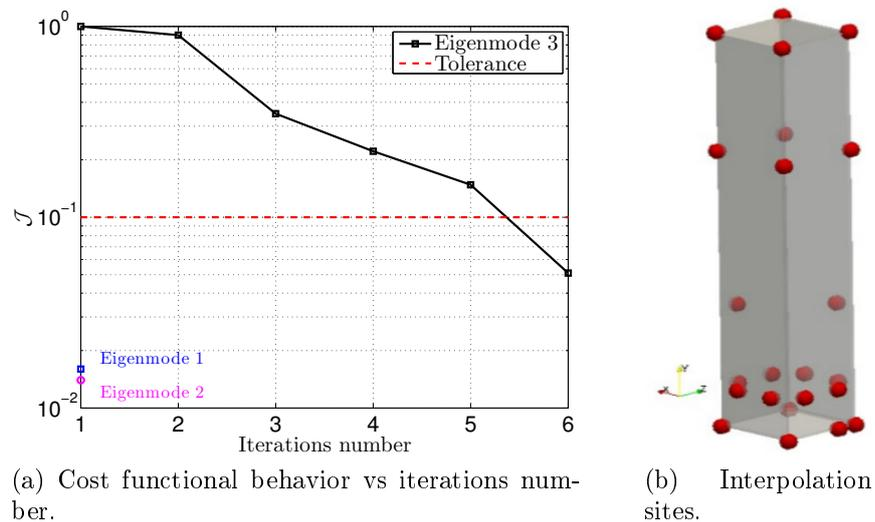 10^0
Eigenmode 3
Tolerance
𝒥
10^-1
Eigenmode 1
Eigenmode 2
10^-2
1 2 3 4 5 6
Iterations number
(a) Cost functional behavior vs iterations num-
ber.
Y
X
Z
(b) Interpolation
sites.